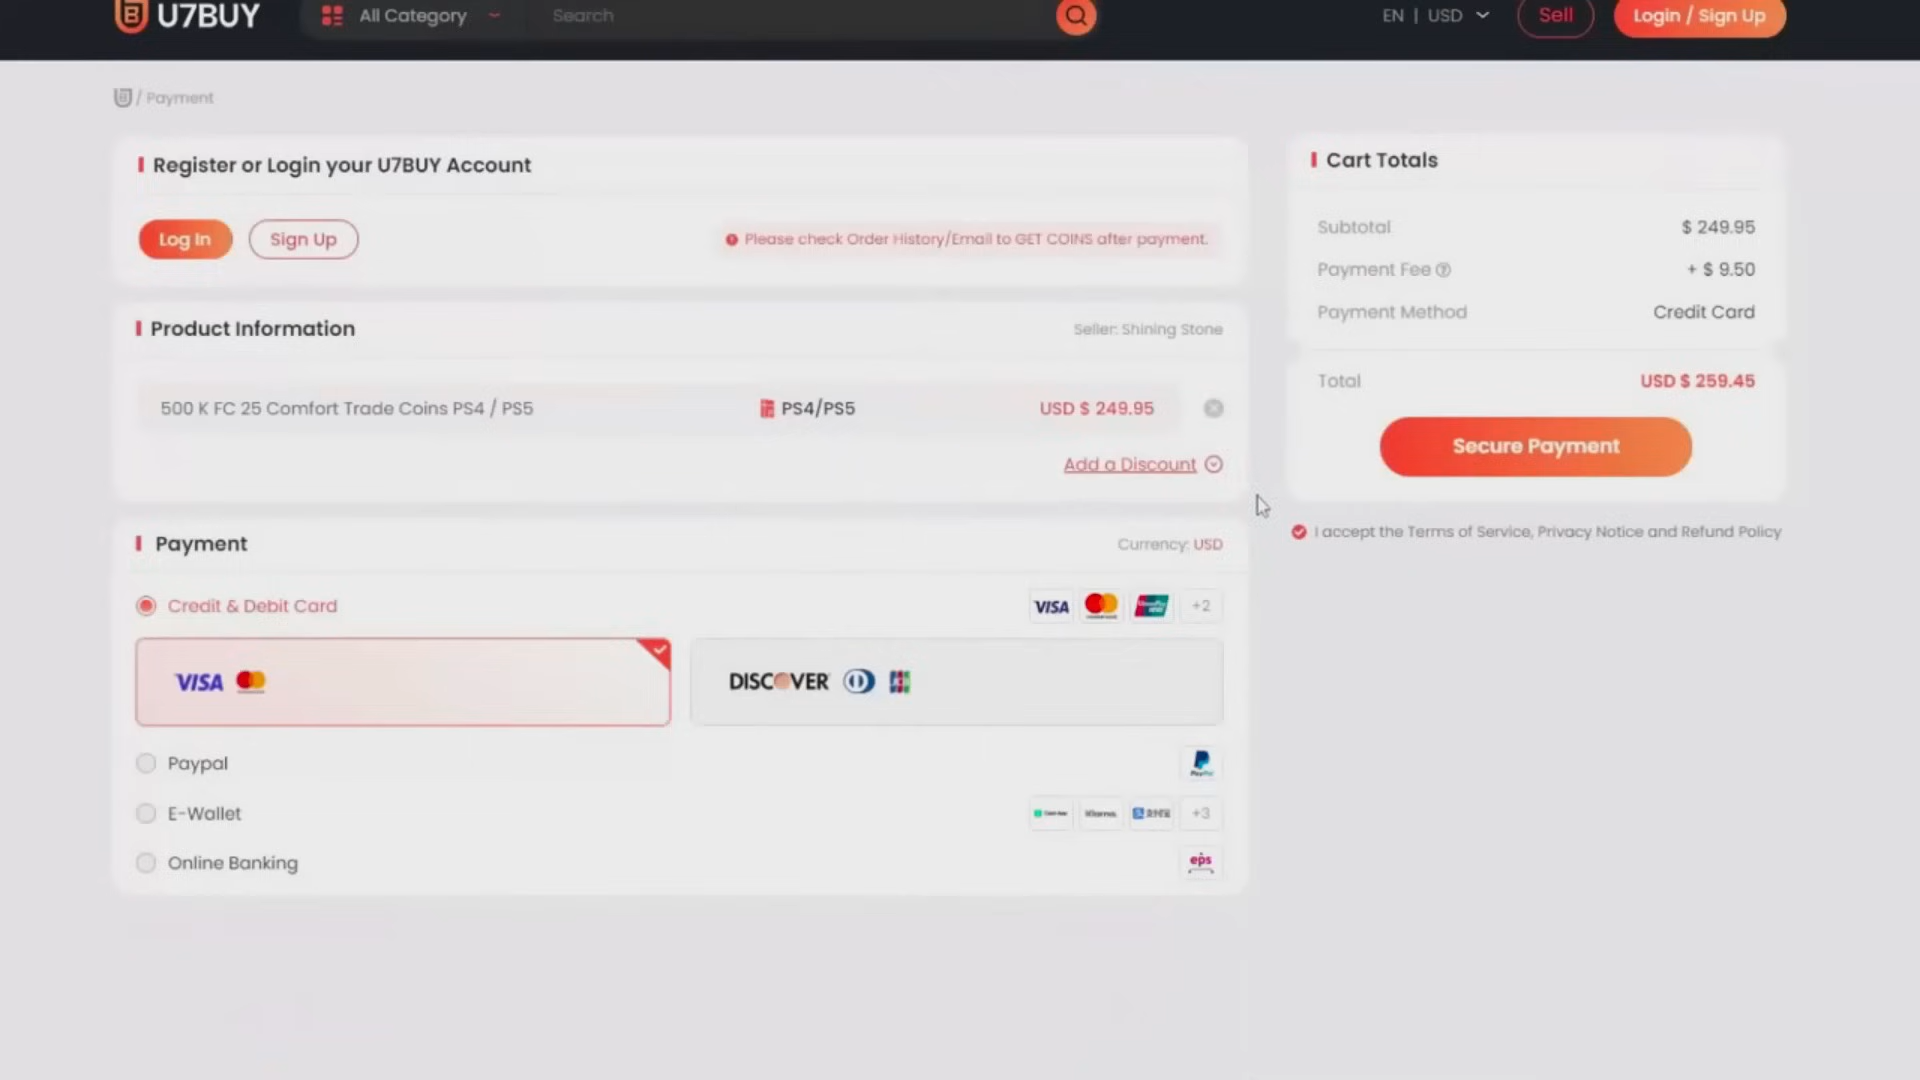 U7BUY
All Category
Search
EN | USD
Sell
Login / Sign Up
/ Payment
Register or Login your U7BUY Account
Log In
Sign Up
Please check Order History/Email to GET COINS after payment.
Product Information
Seller: Shining Stone
500 K FC 25 Comfort Trade Coins PS4 / PS5
PS4/PS5
USD $ 249.95
Add a Discount
Payment
Currency: USD
Credit & Debit Card
VISA
+2
VISA
DISCOVER
Paypal
PayPal
E-Wallet
Klarna
+3
Online Banking
eps
Cart Totals
Subtotal
$ 249.95
Payment Fee
+ $ 9.50
Payment Method
Credit Card
Total
USD $ 259.45
Secure Payment
I accept the Terms of Service, Privacy Notice and Refund Policy